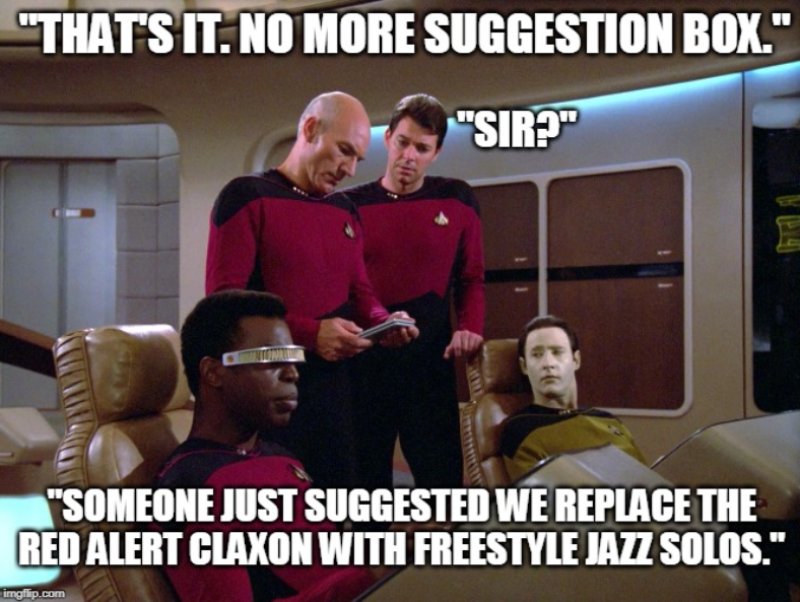 "THAT'S IT. NO MORE SUGGESTION BOX."
"SIR?"
"SOMEONE JUST SUGGESTED WE REPLACE THE
RED ALERT CLAXON WITH FREESTYLE JAZZ SOLOS."
imgflip.com